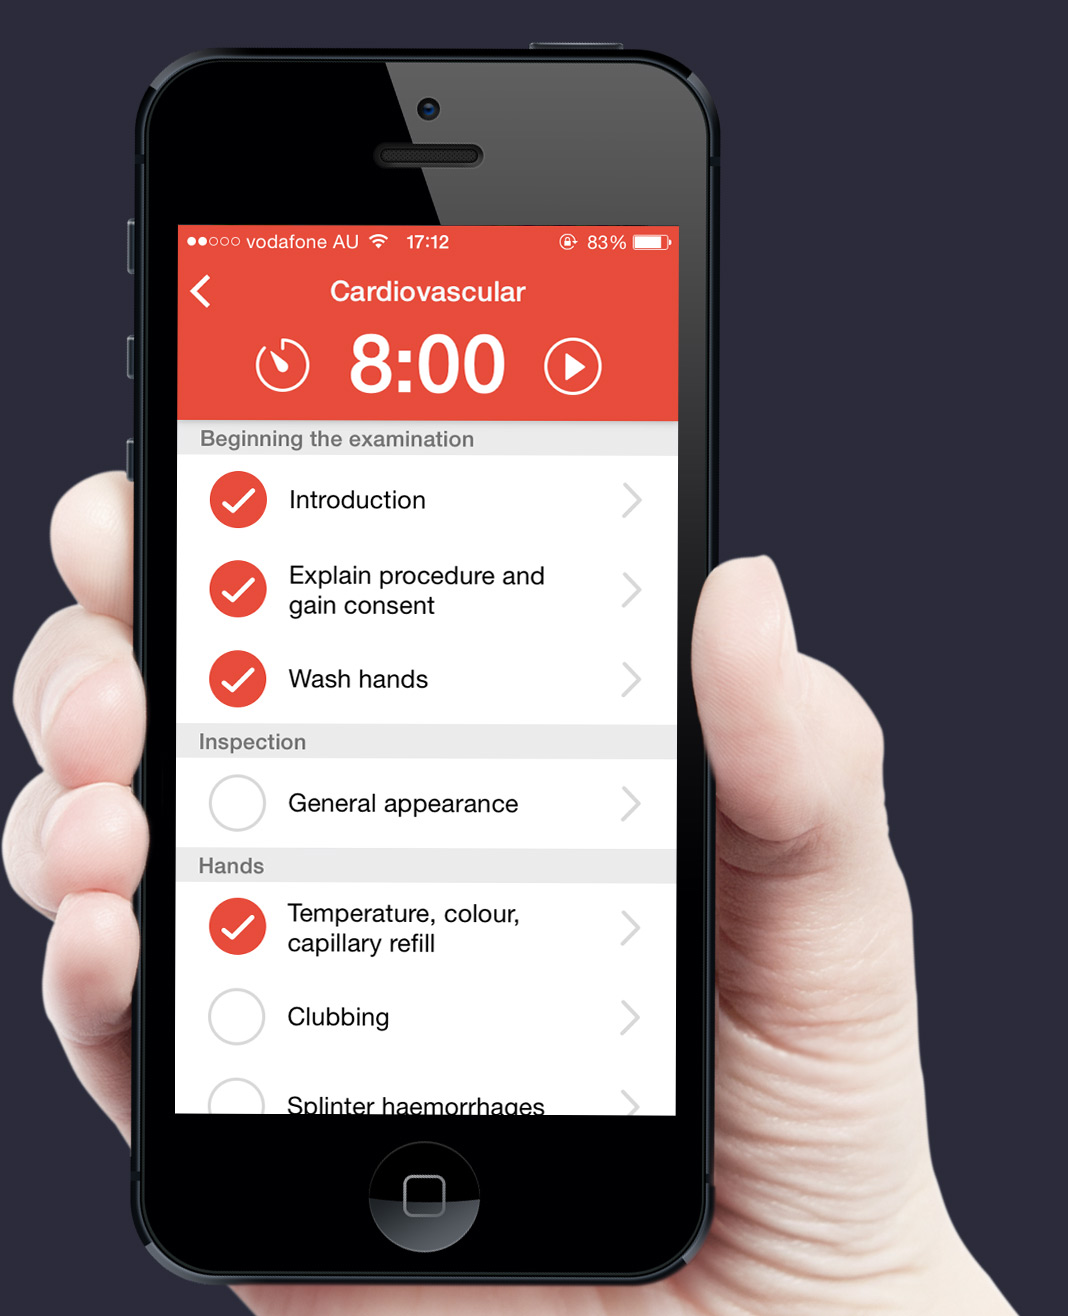 vodafone AU 17:12 83%
Cardiovascular
8:00
Beginning the examination
Introduction
Explain procedure and
gain consent
Wash hands
Inspection
General appearance
Hands
Temperature, colour,
capillary refill
Clubbing
Splinter haemorrhages